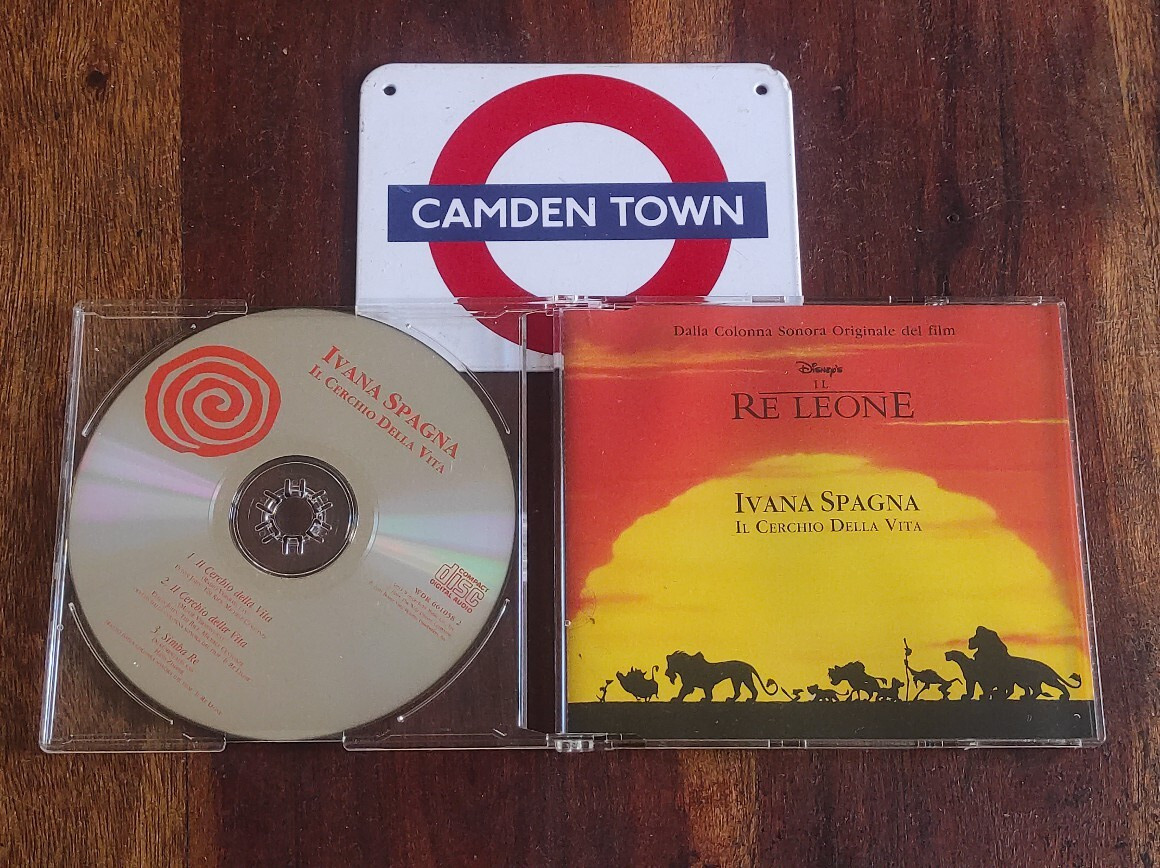 CAMDEN TOWN
IVANA SPAGNA
IL CERCHIO DELLA VITA
1. Il Cerchio della Vita
2. Il Cerchio della Vita
3. Simba Re
COMPACT
disc
DIGITAL AUDIO
Dalla Colonna Sonora Originale del film
DISNEY'S
IL
RE LEONE
IVANA SPAGNA
IL CERCHIO DELLA VITA